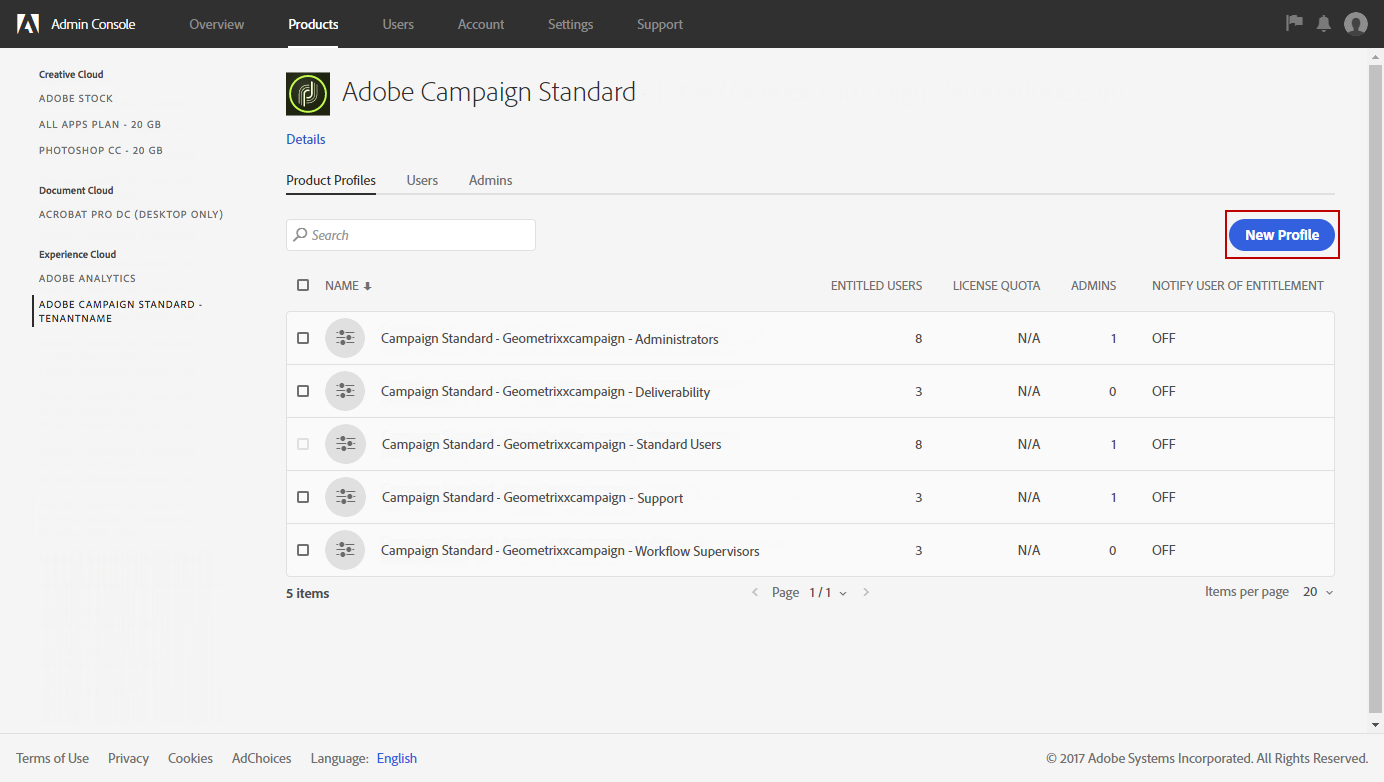 Admin Console Overview Products Users Account Settings Support
Creative Cloud
ADOBE STOCK
ALL APPS PLAN - 20 GB
PHOTOSHOP CC - 20 GB
Document Cloud
ACROBAT PRO DC (DESKTOP ONLY)
Experience Cloud
ADOBE ANALYTICS
ADOBE CAMPAIGN STANDARD -
TENANTNAME
Adobe Campaign Standard
Details
Product Profiles Users Admins
Search
New Profile
NAME ENTITLED USERS LICENSE QUOTA ADMINS NOTIFY USER OF ENTITLEMENT
Campaign Standard - Geometrixxcampaign - Administrators 8 N/A 1 OFF
Campaign Standard - Geometrixxcampaign - Deliverability 3 N/A 0 OFF
Campaign Standard - Geometrixxcampaign - Standard Users 8 N/A 1 OFF
Campaign Standard - Geometrixxcampaign - Support 3 N/A 1 OFF
Campaign Standard - Geometrixxcampaign - Workflow Supervisors 3 N/A 0 OFF
5 items Page 1 / 1 Items per page 20
Terms of Use Privacy Cookies AdChoices Language: English © 2017 Adobe Systems Incorporated. All Rights Reserved.